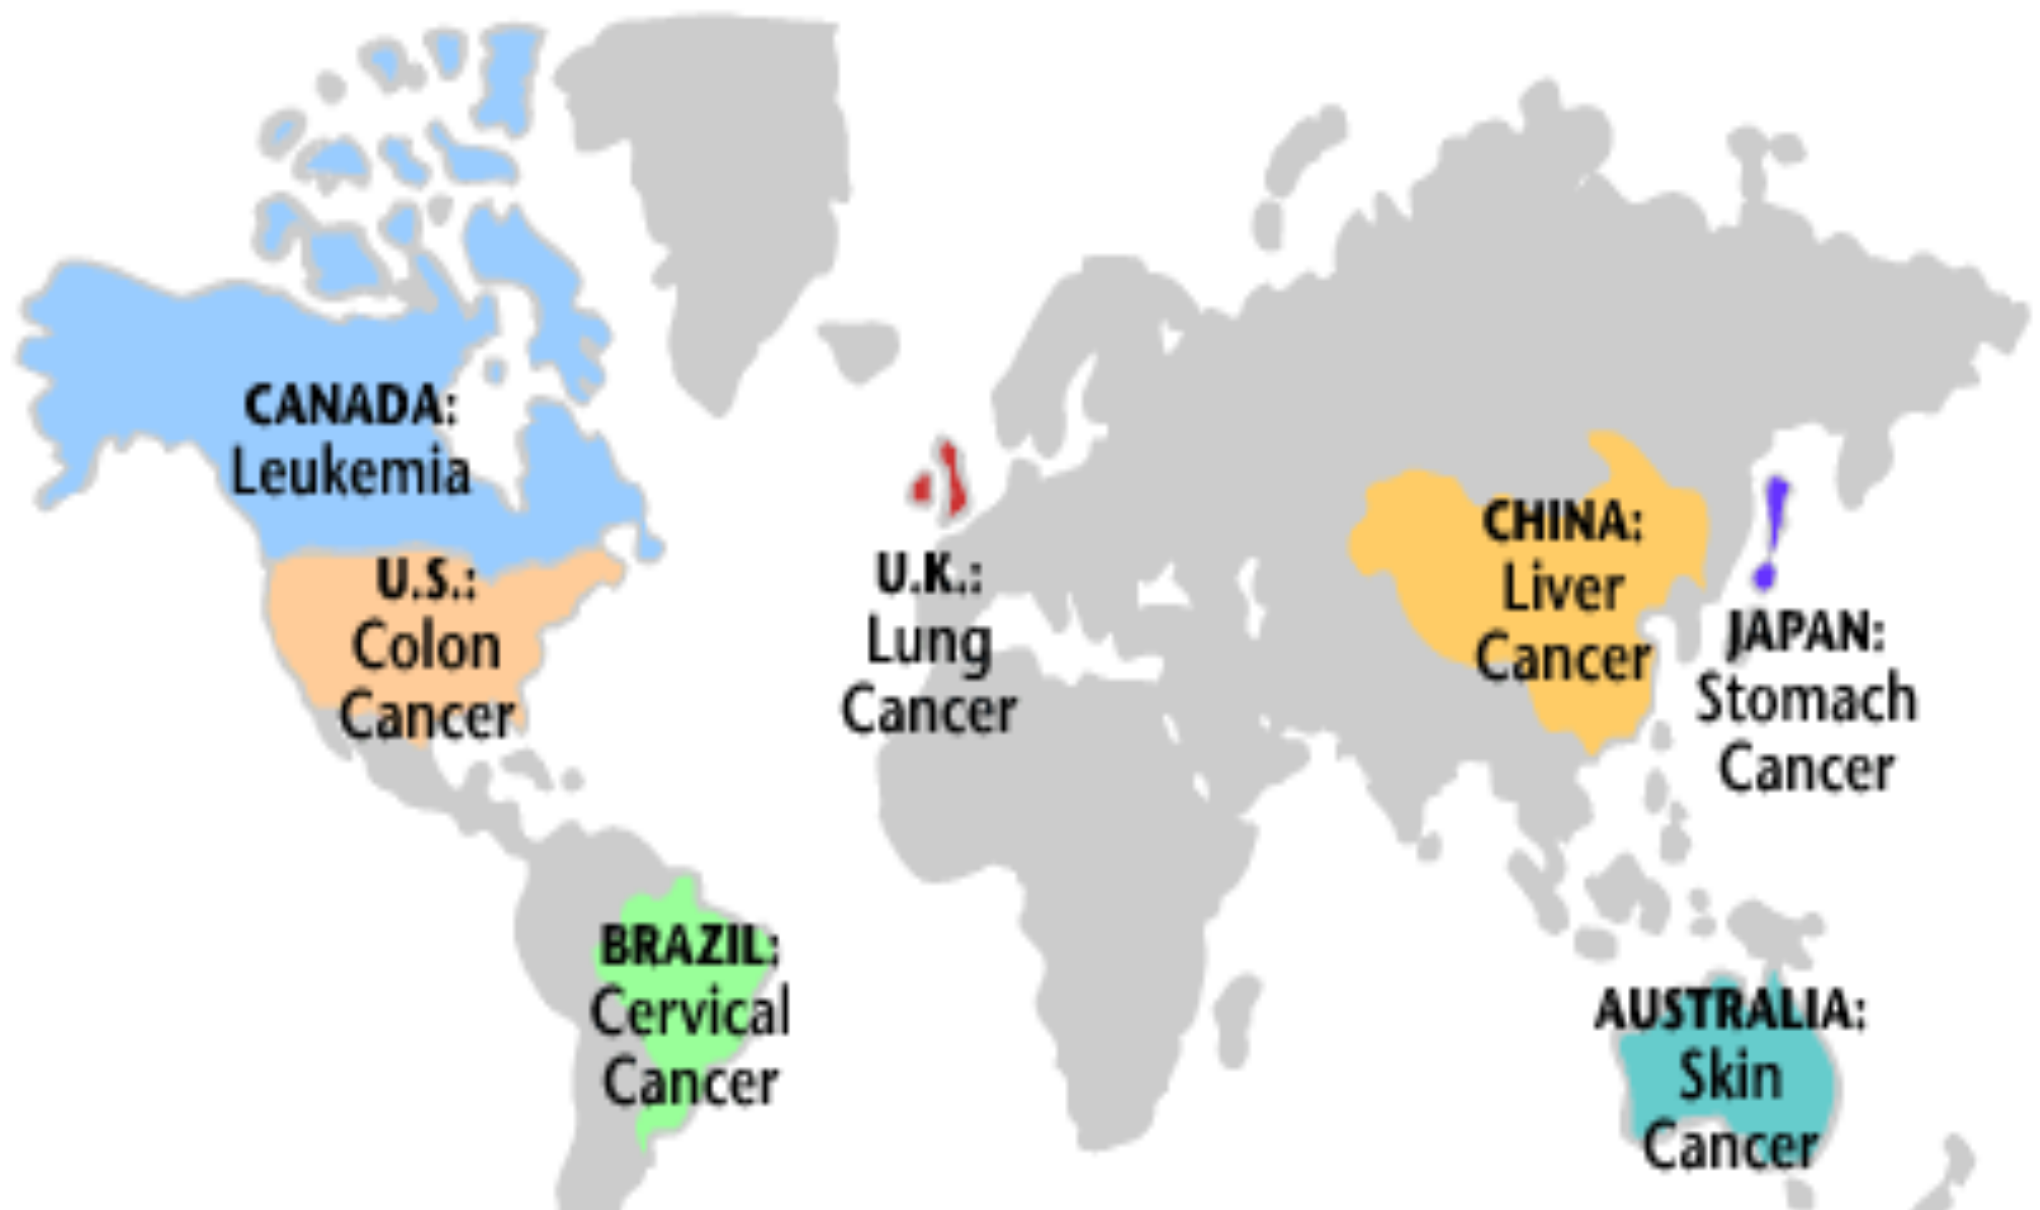 CANADA:
Leukemia
U.S.:
Colon
Cancer
U.K.:
Lung
Cancer
CHINA:
Liver
Cancer
JAPAN:
Stomach
Cancer
BRAZIL:
Cervical
Cancer
AUSTRALIA:
Skin
Cancer